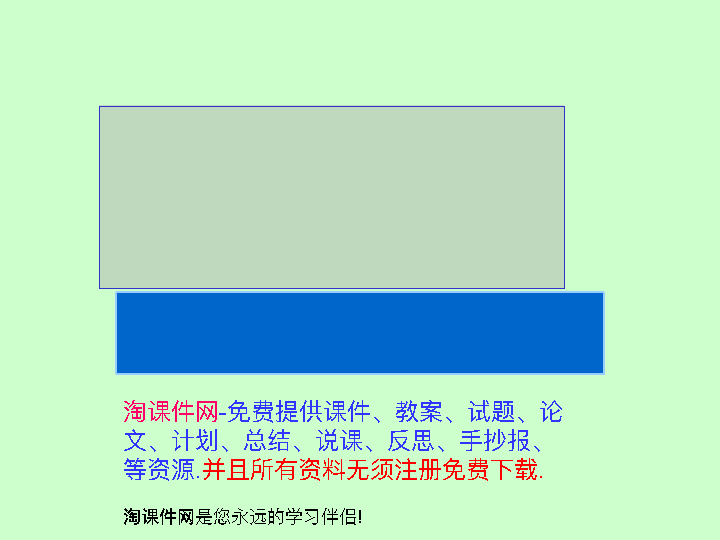 淘课件网-免费提供课件、教案、试题、论
文、计划、总结、说课、反思、手抄报、
等资源.并且所有资料无须注册免费下载.
淘课件网是您永远的学习伴侣!